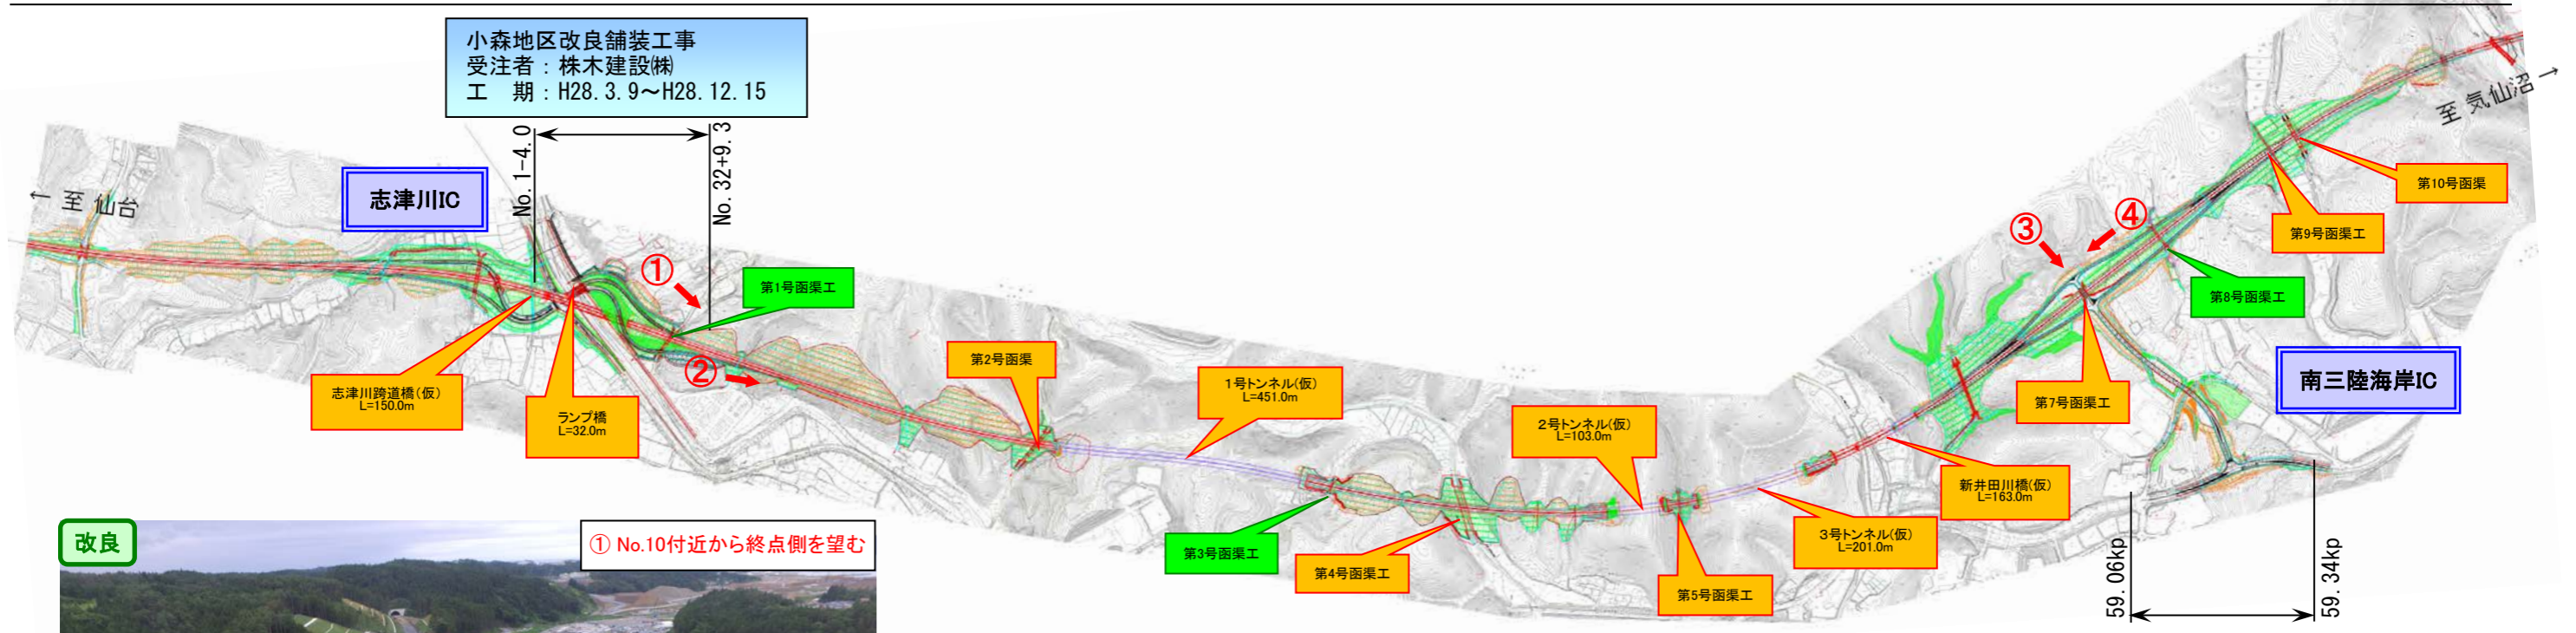 小森地区改良舗装工事
受注者：株木建設㈱
工　期：H28.3.9～H28.12.15
No. 1-4.0
No. 32+9.3
志津川IC
← 至 仙台
至 気仙沼 →
①
②
③
④
第1号函渠工
第2号函渠
1号トンネル(仮)
L=451.0m
2号トンネル(仮)
L=103.0m
志津川跨道橋(仮)
L=150.0m
ランプ橋
L=32.0m
第3号函渠工
第4号函渠工
第5号函渠工
3号トンネル(仮)
L=201.0m
新井田川橋(仮)
L=163.0m
第7号函渠工
第8号函渠工
第9号函渠工
第10号函渠
南三陸海岸IC
59.06kp
59.34kp
改良
① No.10付近から終点側を望む